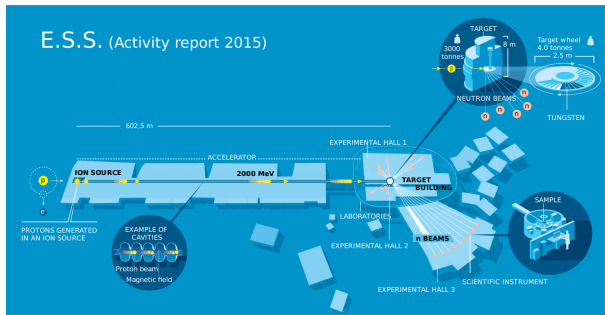 E.S.S. (Activity report 2015)
TARGET
3000
tonnes
8 m
p
NEUTRON BEAMS
n
n
n
n
n
Target wheel
4.0 tonnes
2.5 m
TUNGSTEN
602,5 m
EXPERIMENTAL HALL 1
ACCELERATOR
ION SOURCE
2000 MeV
TARGET
BUILDING
p
e
PROTONS GENERATED
IN AN ION SOURCE
LABORATORIES
EXPERIMENTAL HALL 2
n BEAMS
SAMPLE
EXAMPLE OF
CAVITIES
Proton beam
Magnetic field
SCIENTIFIC INSTRUMENT
EXPERIMENTAL HALL 3